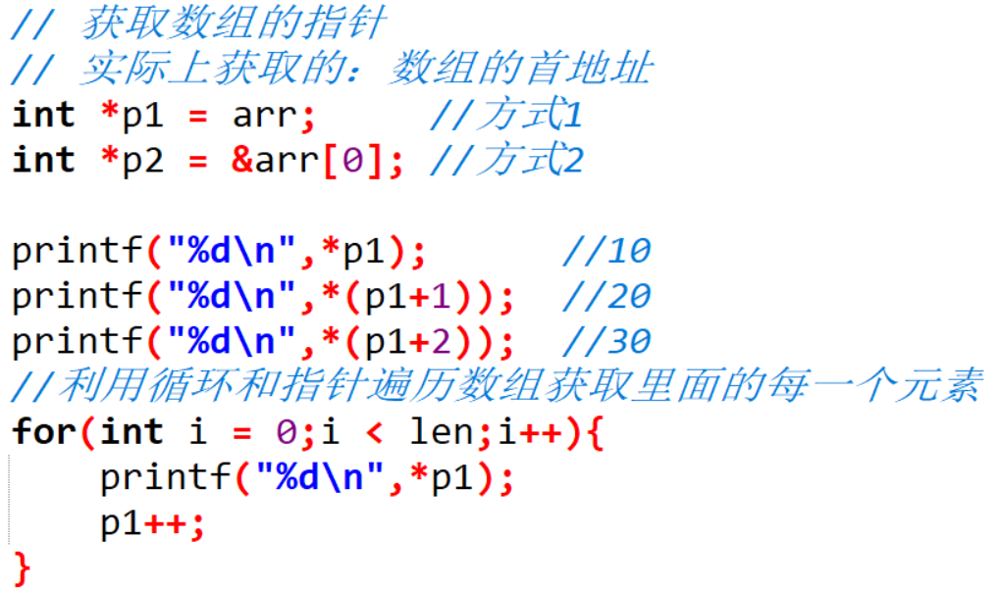 // 获取数组的指针
// 实际上获取的：数组的首地址
int *p1 = arr;      //方式1
int *p2 = &arr[0]; //方式2

printf("%d\n",*p1);      //10
printf("%d\n",*(p1+1));  //20
printf("%d\n",*(p1+2));  //30
//利用循环和指针遍历数组获取里面的每一个元素
for(int i = 0;i < len;i++){
    printf("%d\n",*p1);
    p1++;
}